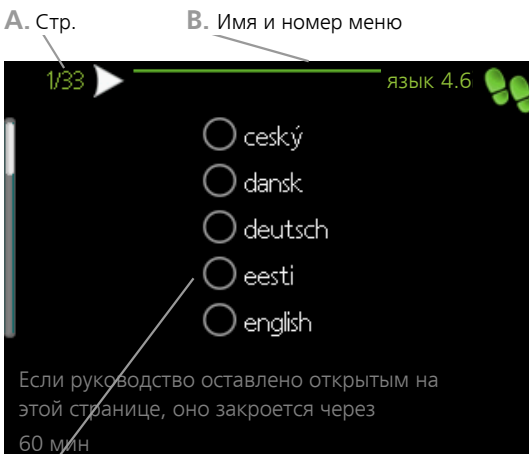 A. Стр.
B. Имя и номер меню
1/33
язык 4.6
ceský
dansk
deutsch
eesti
english
Если руководство оставлено открытым на
этой странице, оно закроется через
60 мин